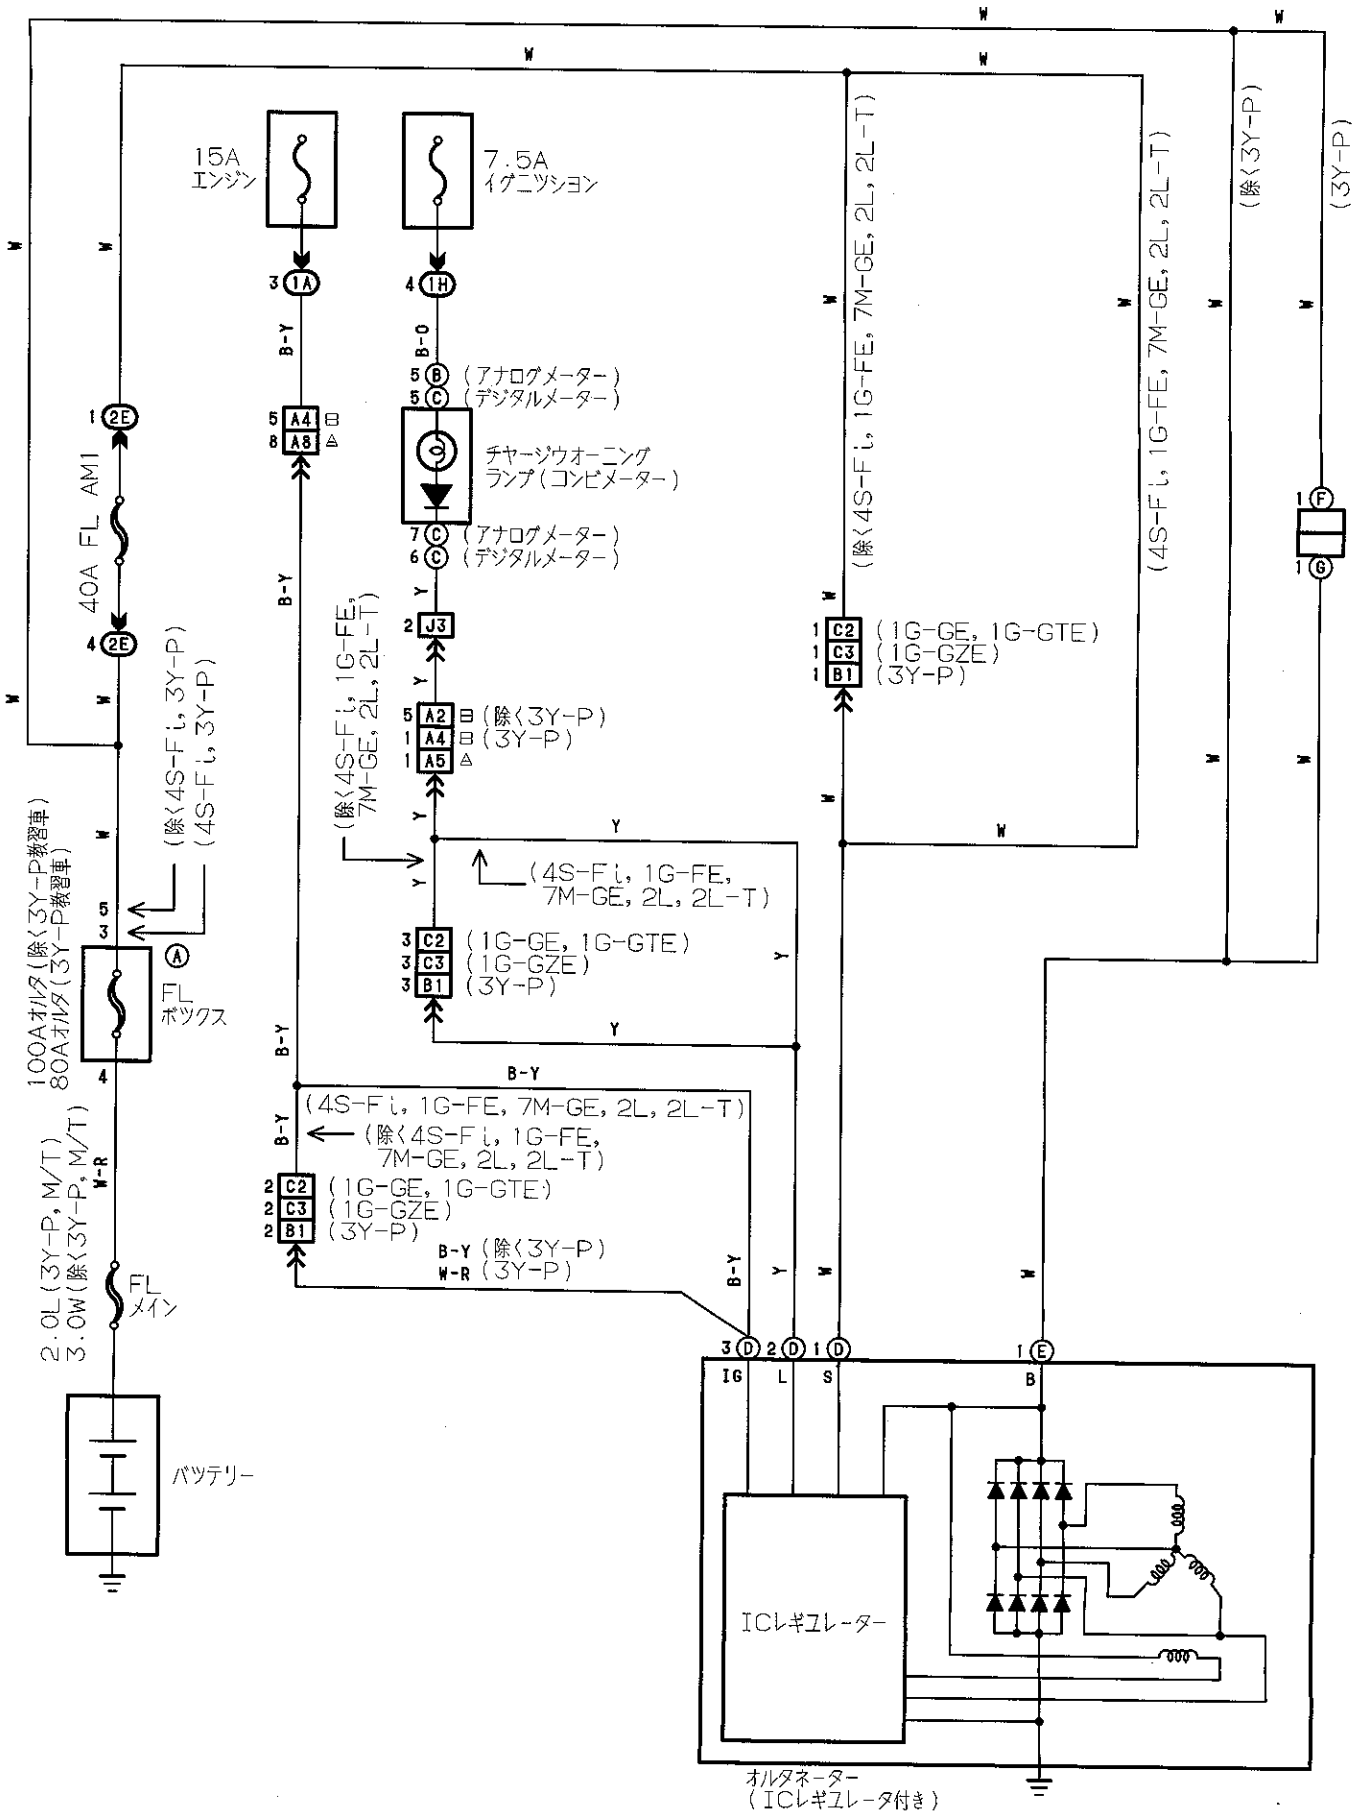 W
W
W
W
W
15A
エンジン
7.5A
イグニツシヨン
3 1A
4 1H
(除く4S-Fi, 1G-FE, 7M-GE, 2L, 2L-T)
(4S-Fi, 1G-FE, 7M-GE, 2L, 2L-T)
(除く3Y-P)
(3Y-P)
W
W
W
W
W
W
B-Y
B-O
5 B (アナログメーター)
5 C (デジタルメーター)
1 2E
5 A4 日
8 A8 △
チヤージウオーニング
ランプ(コンビメーター)
40A FL AM1
7 C (アナログメーター)
6 C (デジタルメーター)
1 F
1 G
4 2E
B-Y
Y
2 J3
Y
(除く4S-Fi, 1G-FE,
7M-GE, 2L, 2L-T)
W
1 C2 (1G-GE, 1G-GTE)
1 C3 (1G-GZE)
1 B1 (3Y-P)
W
W
5 A2 日 (除く3Y-P)
1 A4 日 (3Y-P)
1 A5 △
W
W
W
(除く4S-Fi, 3Y-P)
(4S-Fi, 3Y-P)
W
Y
Y
W
Y
(4S-Fi, 1G-FE,
7M-GE, 2L, 2L-T)
100Aオルタ(除く3Y-P教習車)
80Aオルタ(3Y-P教習車)
5
3
A
FL
ボツクス
4
3 C2 (1G-GE, 1G-GTE)
3 C3 (1G-GZE)
3 B1 (3Y-P)
Y
Y
B-Y
B-Y
(4S-Fi, 1G-FE, 7M-GE, 2L, 2L-T)
B-Y
(除く4S-Fi, 1G-FE,
7M-GE, 2L, 2L-T)
W-R
2 C2 (1G-GE, 1G-GTE)
2 C3 (1G-GZE)
2 B1 (3Y-P)
B-Y (除く3Y-P)
W-R (3Y-P)
2.0L(3Y-P, M/T)
3.0W(除く3Y-P, M/T)
FL
メイン
B-Y
Y
W
W
3 D 2 D 1 D 1 E
IG L S B
バツテリー
ICレギユレーター
オルタネーター
(ICレギユレータ付き)